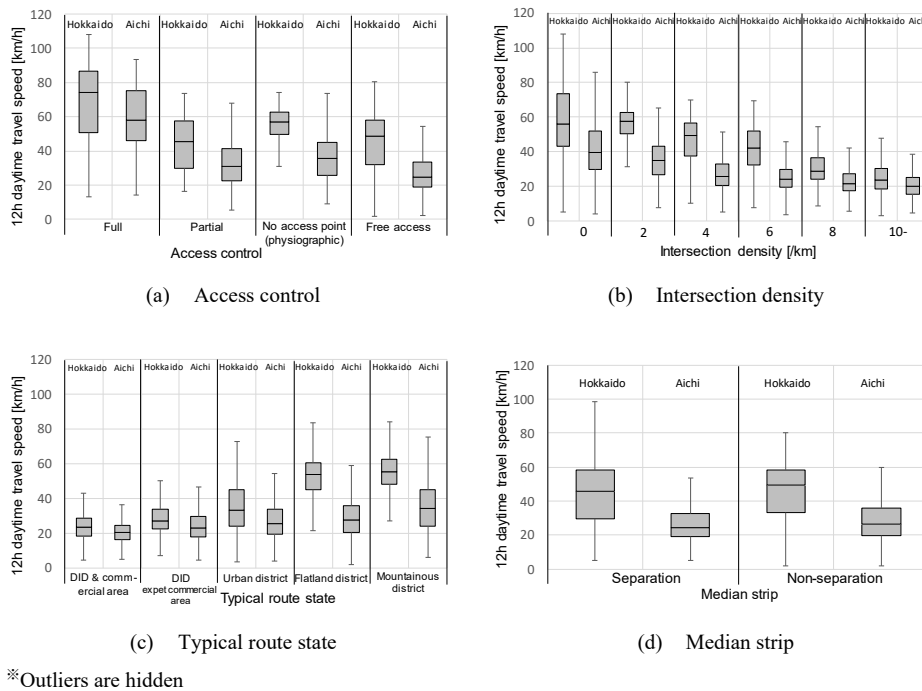 Hokkaido Aichi Hokkaido Aichi Hokkaido Aichi Hokkaido Aichi
12h daytime travel speed [km/h]
120
100
80
60
40
20
0
Full
Partial
No access point
(physiographic)
Free access
Access control
(a) Access control
Hokkaido Aichi Hokkaido Aichi Hokkaido Aichi Hokkaido Aichi Hokkaido Aichi Hokkaido Aichi
12h daytime travel speed [km/h]
120
100
80
60
40
20
0
0 2 4 6 8 10-
Intersection density [/km]
(b) Intersection density
Hokkaido Aichi Hokkaido Aichi Hokkaido Aichi Hokkaido Aichi Hokkaido Aichi
12h daytime travel speed [km/h]
120
100
80
60
40
20
0
DID & comm-
ercial area
DID
expet commercial
area
Urban district
Flatland district
Mountainous
district
Typical route state
(c) Typical route state
Hokkaido Aichi Hokkaido Aichi
12h daytime travel speed [km/h]
120
100
80
60
40
20
0
Separation Non-separation
Median strip
(d) Median strip
※Outliers are hidden